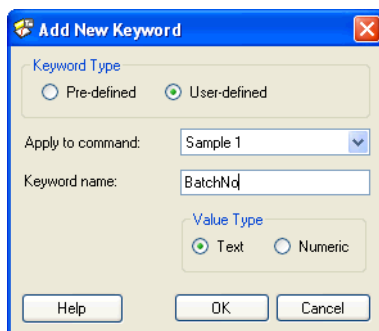 Add New Keyword
Keyword Type
Pre-defined User-defined
Apply to command: Sample 1
Keyword name: BatchNo
Value Type
Text Numeric
Help OK Cancel